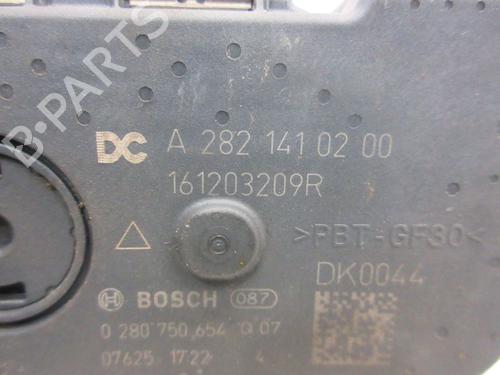 DC A 282 141 02 00
161203209R
>PBT-GF30<
DK0044
BOSCH 087
0 280 750 654 Q 07
07625 1722 4
B-PARTS